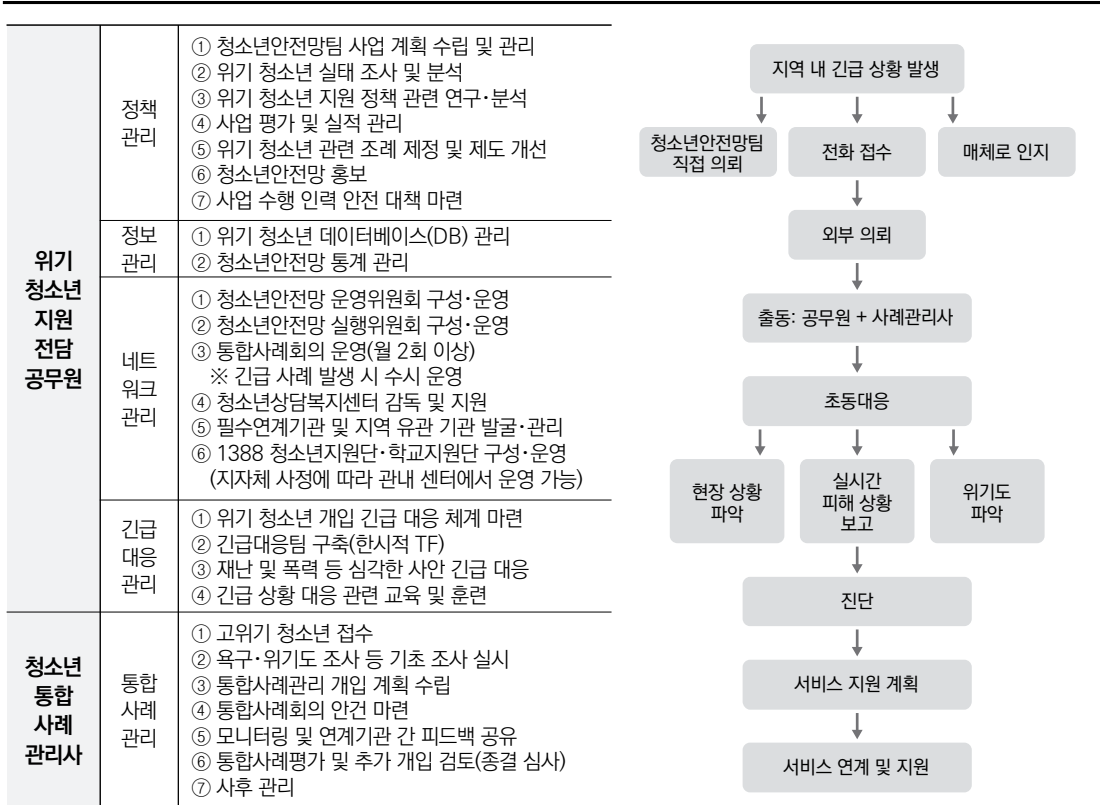 위기
청소년
지원
전담
공무원
정책
관리
① 청소년안전망팀 사업 계획 수립 및 관리
② 위기 청소년 실태 조사 및 분석
③ 위기 청소년 지원 정책 관련 연구·분석
④ 사업 평가 및 실적 관리
⑤ 위기 청소년 관련 조례 제정 및 제도 개선
⑥ 청소년안전망 홍보
⑦ 사업 수행 인력 안전 대책 마련
정보
관리
① 위기 청소년 데이터베이스(DB) 관리
② 청소년안전망 통계 관리
네트
워크
관리
① 청소년안전망 운영위원회 구성·운영
② 청소년안전망 실행위원회 구성·운영
③ 통합사례회의 운영(월 2회 이상)
※ 긴급 사례 발생 시 수시 운영
④ 청소년상담복지센터 감독 및 지원
⑤ 필수연계기관 및 지역 유관 기관 발굴·관리
⑥ 1388 청소년지원단·학교지원단 구성·운영
(지자체 사정에 따라 관내 센터에서 운영 가능)
긴급
대응
관리
① 위기 청소년 개입 긴급 대응 체계 마련
② 긴급대응팀 구축(한시적 TF)
③ 재난 및 폭력 등 심각한 사안 긴급 대응
④ 긴급 상황 대응 관련 교육 및 훈련
청소년
통합
사례
관리사
통합
사례
관리
① 고위기 청소년 접수
② 욕구·위기도 조사 등 기초 조사 실시
③ 통합사례관리 개입 계획 수립
④ 통합사례회의 안건 마련
⑤ 모니터링 및 연계기관 간 피드백 공유
⑥ 통합사례평가 및 추가 개입 검토(종결 심사)
⑦ 사후 관리
지역 내 긴급 상황 발생
청소년안전망팀
직접 의뢰
전화 접수
매체로 인지
외부 의뢰
출동: 공무원 + 사례관리사
초동대응
현장 상황
파악
실시간
피해 상황
보고
위기도
파악
진단
서비스 지원 계획
서비스 연계 및 지원